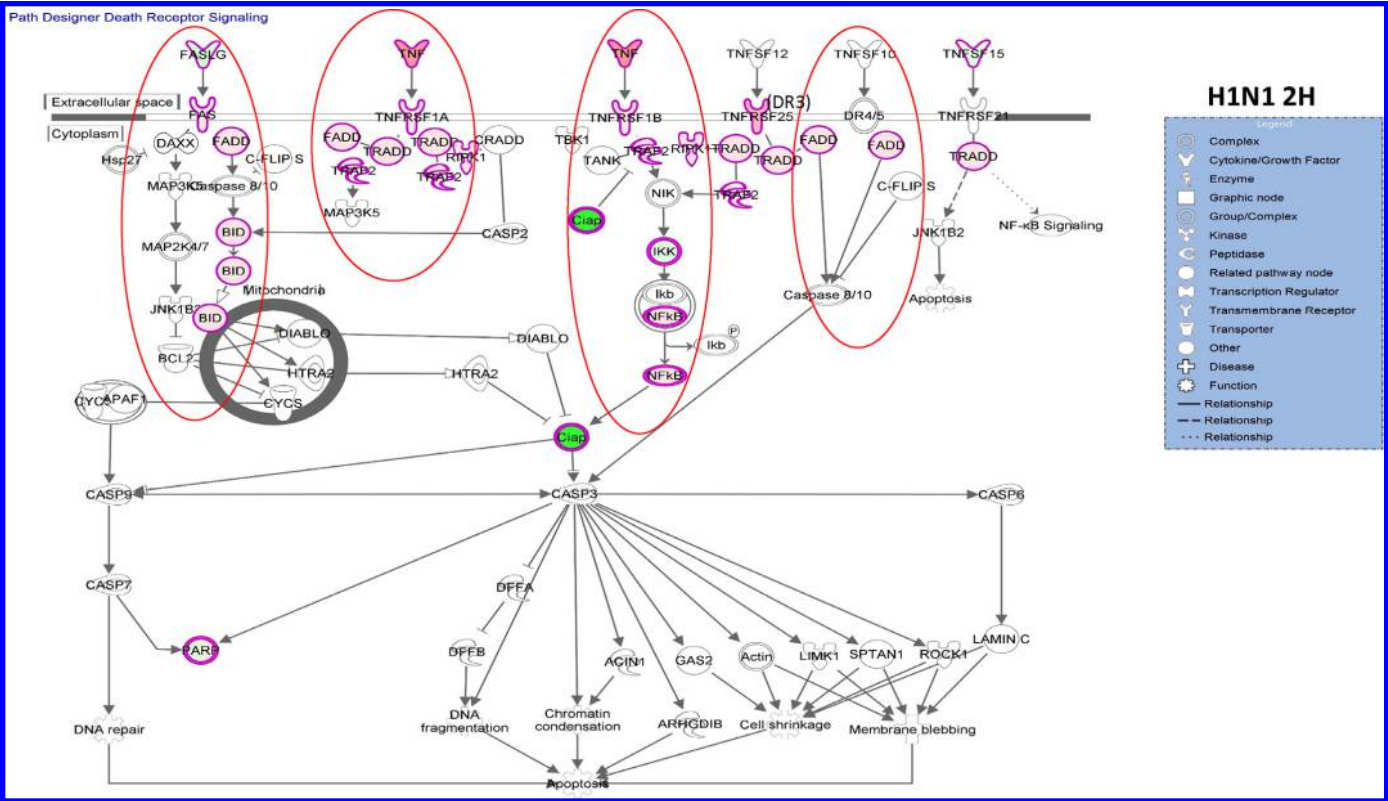 Path Designer Death Receptor Signaling
FASLG
TNF
TNF
TNFSF12
TNFSF10
TNFSF15
Extracellular space
FAS
TNFRSF1A
TNFRSF1B
(DR3)
TNFRSF25
DR4/5
TNFRSF21
Cytoplasm
DAXX
FADD
FADD
TRADD
TRADD
CRADD
TBK1
TRAF2
RIPK1
TRADD
FADD
FADD
Hsp27
C-FLIP S
TRAF2
TRAF2
RIPK1
TANK
TRADD
TRADD
MAP3K5
Caspase 8/10
MAP3K5
NIK
TRAF2
C-FLIP S
Ciap
BID
CASP2
JNK1B2
NF-κB Signaling
MAP2K4/7
IKK
BID
Mitochondria
Ikb
Caspase 8/10
Apoptosis
JNK1B2
BID
NFkB
DIABLO
DIABLO
P
Ikb
BCL2
HTRA2
HTRA2
NFkB
CYCS
APAF1
CYCS
Ciap
CASP9
CASP3
CASP6
CASP7
DFFA
PARP
DFFB
ACIN1
GAS2
Actin
LIMK1
SPTAN1
ROCK1
LAMIN C
DNA repair
DNA
fragmentation
Chromatin
condensation
ARHGDIB
Cell shrinkage
Membrane blebbing
Apoptosis
H1N1 2H
Legend
Complex
Cytokine/Growth Factor
Enzyme
Graphic node
Group/Complex
Kinase
Peptidase
Related pathway node
Transcription Regulator
Transmembrane Receptor
Transporter
Other
Disease
Function
Relationship
Relationship
Relationship